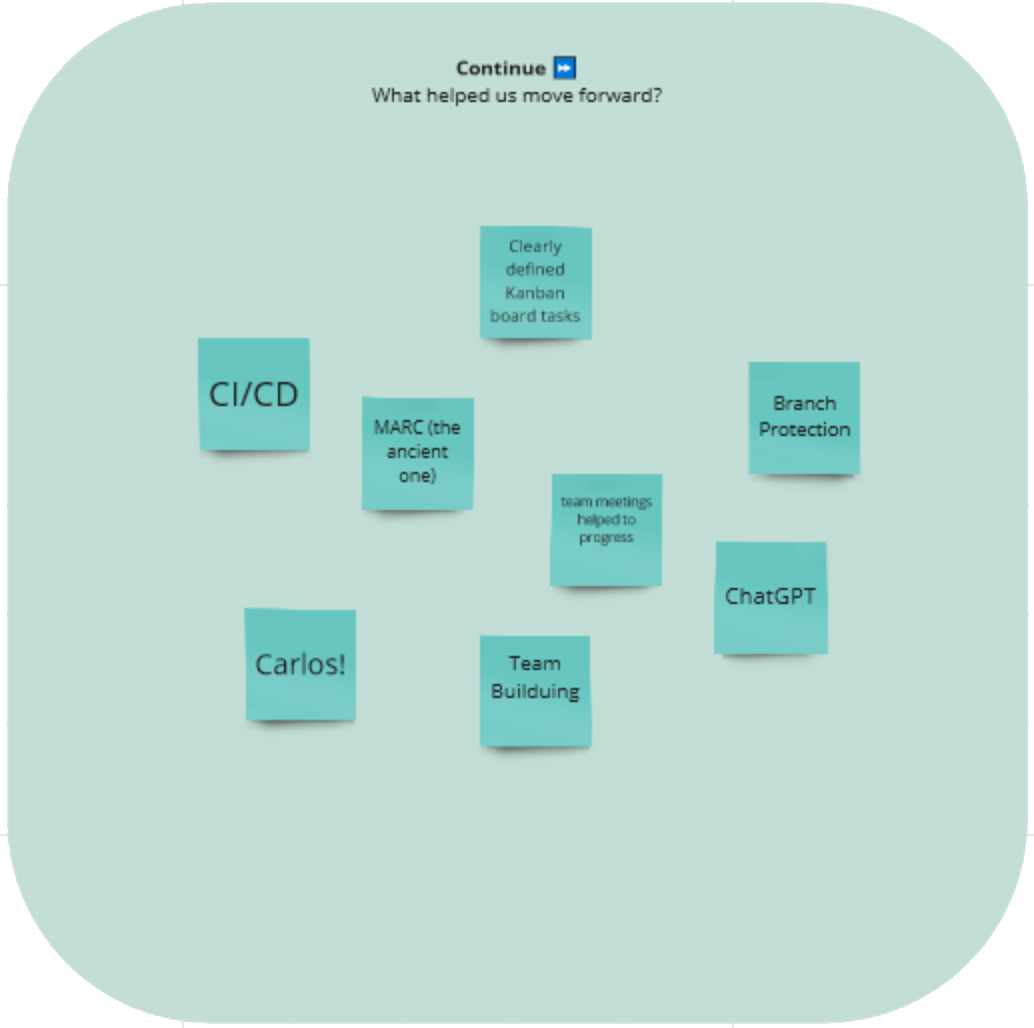 Continue ⏩
What helped us move forward?
Clearly
defined
Kanban
board tasks
CI/CD
MARC (the
ancient
one)
Branch
Protection
team meetings
helped to
progress
ChatGPT
Carlos!
Team
Builduing